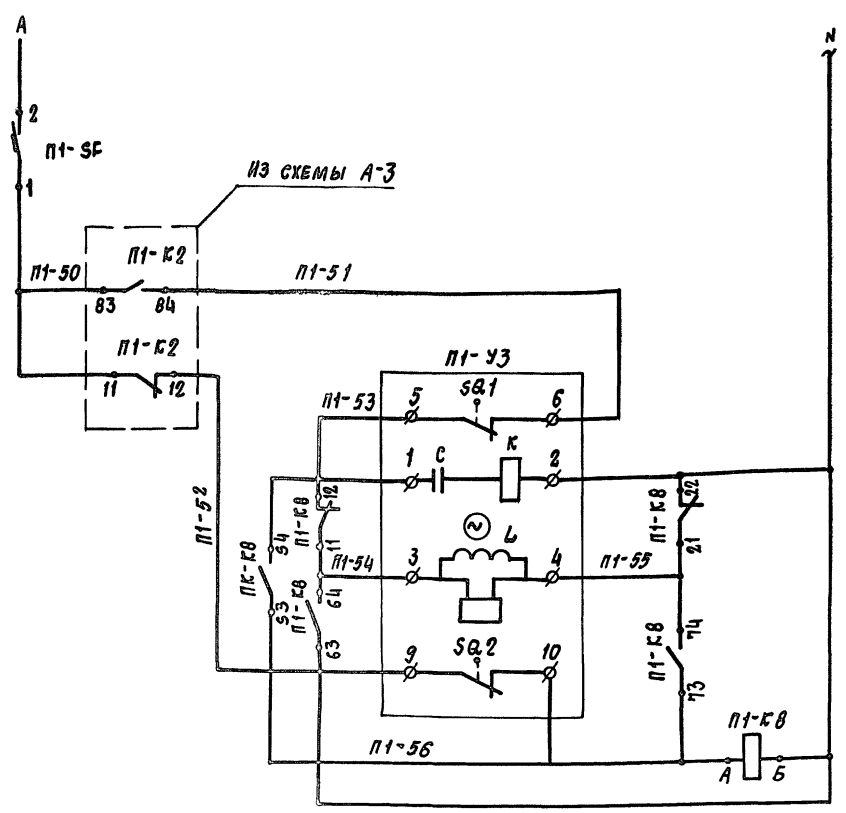 А
N
2
П1-SF
1
Из схемы А-3
П1-К2
П1-50
П1-51
83
84
П1-К2
11
12
П1-У3
SQ1
П1-53
5
6
К
1
С
2
12
22
П1-К8
П1-К8
54
П1-52
11
21
L
~
П1-54
3
4
П1-55
ПК-К8
53
64
П1-К8
74
63
SQ2
П1-К8
9
10
73
П1-К8
П1-56
А
Б